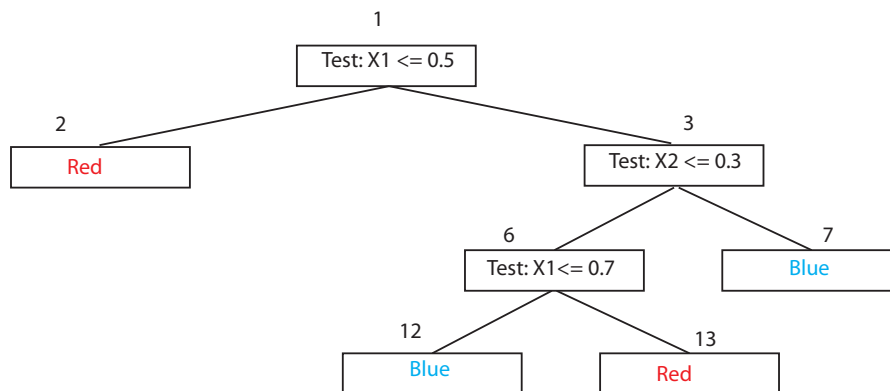 1
Test: X1 <= 0.5
2
3
Red
Test: X2 <= 0.3
6
7
Test: X1<= 0.7
Blue
12
13
Blue
Red